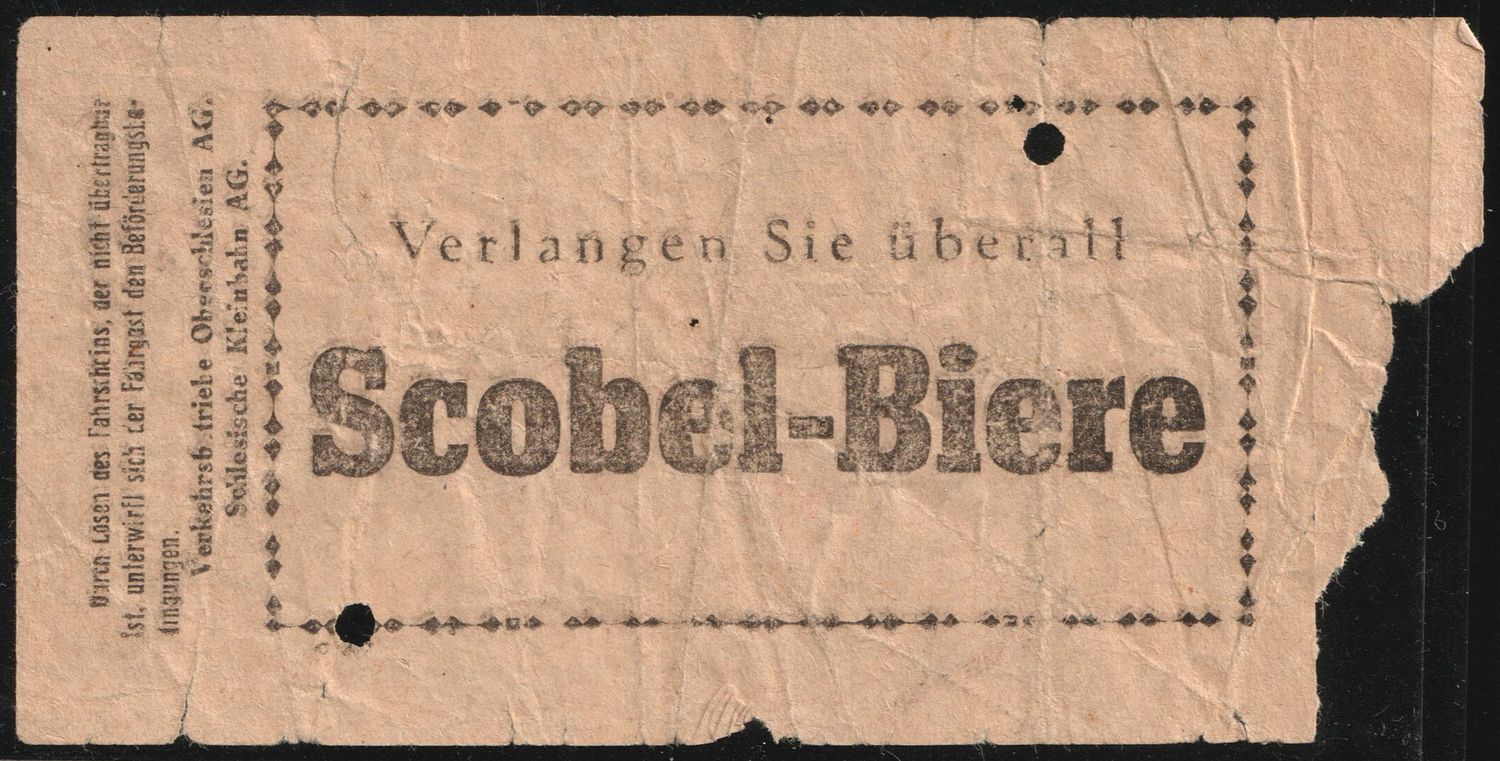 Durch Lösen des Fahrscheins, der nicht übertragbar
ist, unterwirft sich der Fahrgast den Beförderungsbe-
dingungen.
Verkehrsbetriebe Oberschlesien AG.
Schlesische Kleinbahn AG.
Verlangen Sie überall
Scobel-Biere